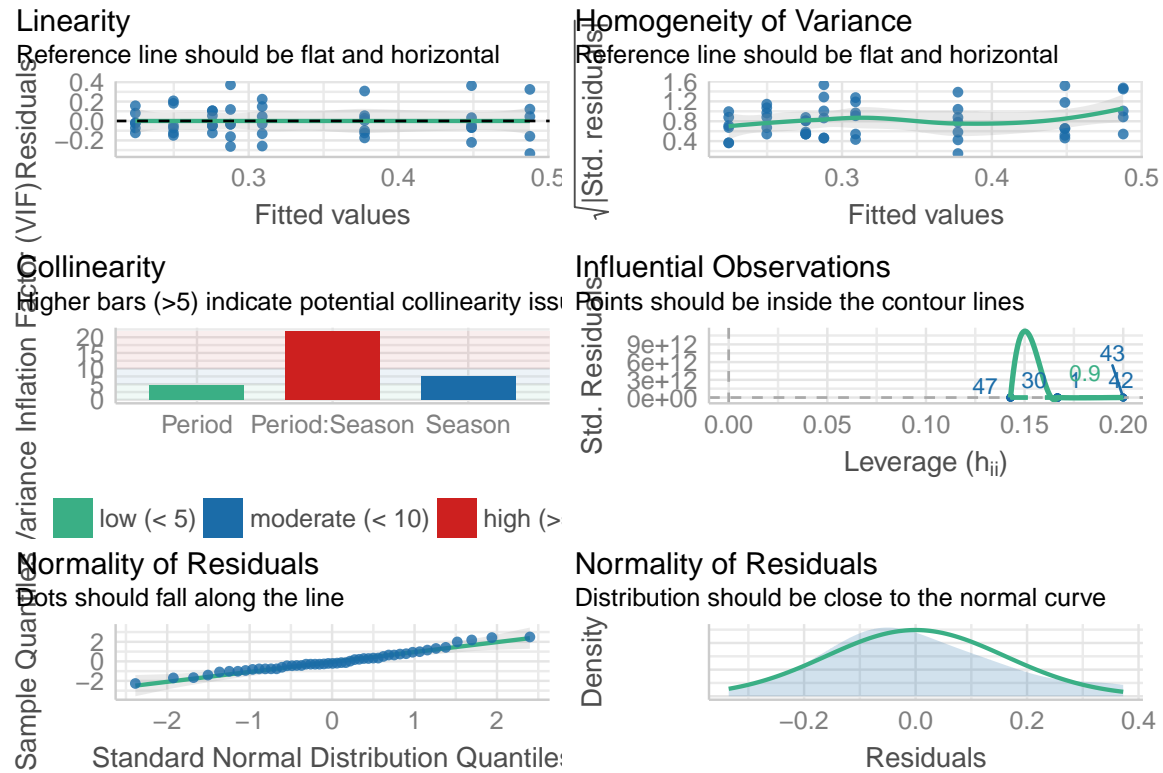 Linearity
Reference line should be flat and horizontal
Residuals
0.4
0.2
0.0
−0.2
0.3
0.4
0.5
Fitted values
Homogeneity of Variance
Reference line should be flat and horizontal
√|Std. residuals|
1.6
1.2
0.8
0.4
0.3
0.4
0.5
Fitted values
Collinearity
Higher bars (>5) indicate potential collinearity issu
Variance Inflation Factor (VIF)
20
15
10
5
0
Period
Period:Season
Season
low (< 5)
moderate (< 10)
high (>
Influential Observations
Points should be inside the contour lines
Std. Residuals
9e+12
6e+12
3e+12
0e+00
47
30
1
0.9
43
42
0.00
0.05
0.10
0.15
0.20
Leverage (hii)
Normality of Residuals
Dots should fall along the line
Sample Quantiles
2
0
−2
−2
−1
0
1
2
Standard Normal Distribution Quantiles
Normality of Residuals
Distribution should be close to the normal curve
Density
−0.2
0.0
0.2
0.4
Residuals